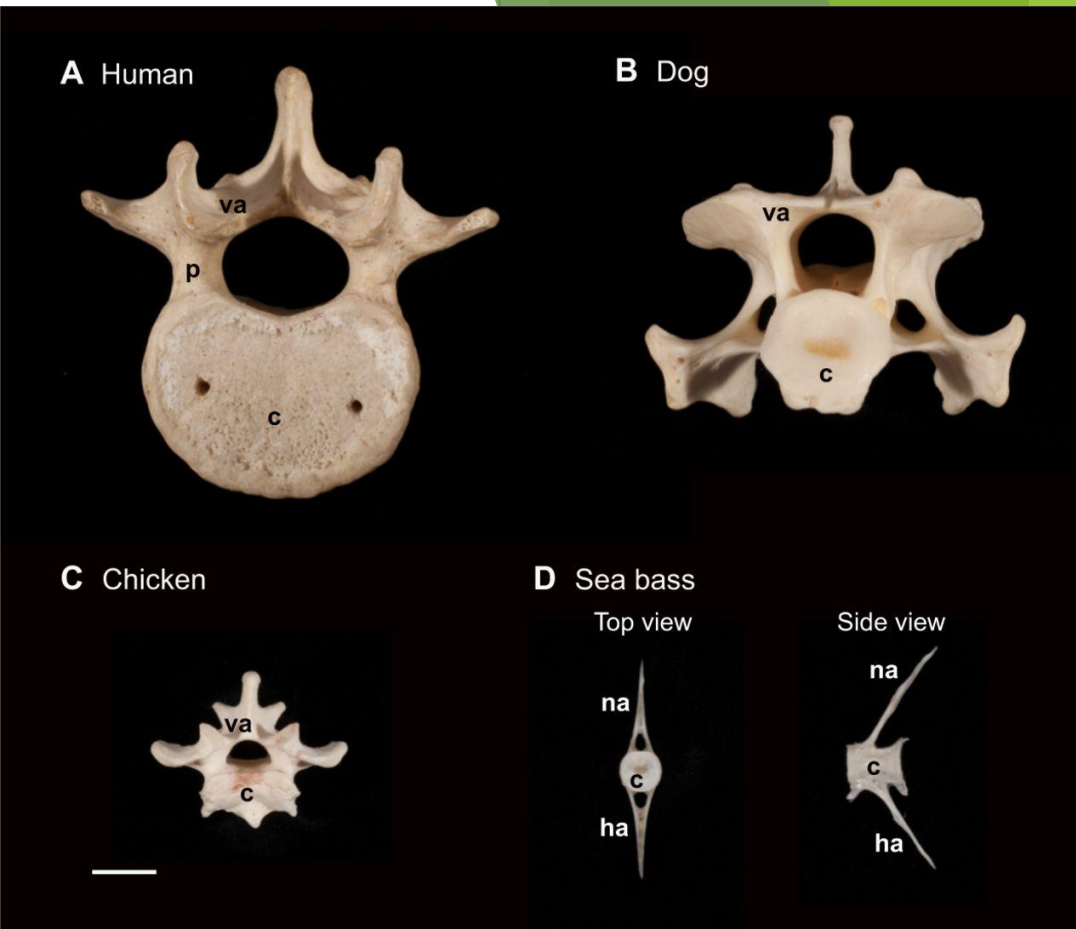 A Human
B Dog
va
va
p
c
c
C Chicken
D Sea bass
Top view
Side view
na
na
va
c
c
c
ha
ha